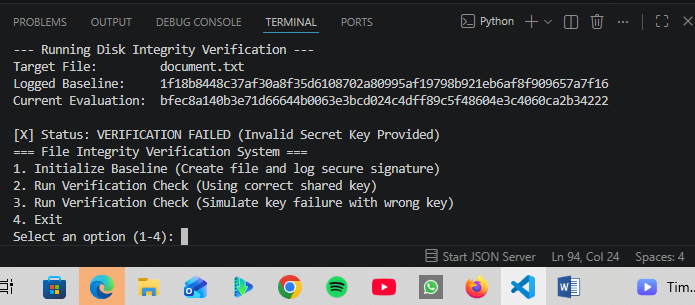 PROBLEMS OUTPUT DEBUG CONSOLE TERMINAL PORTS Python
--- Running Disk Integrity Verification ---
Target File: document.txt
Logged Baseline: 1f18b8448c37af30a8f35d6108702a80995af19798b921eb6af8f909657a7f16
Current Evaluation: bfec8a140b3e71d66644b0063e3bcd024c4dff89c5f48604e3c4060ca2b34222
[X] Status: VERIFICATION FAILED (Invalid Secret Key Provided)
=== File Integrity Verification System ===
1. Initialize Baseline (Create file and log secure signature)
2. Run Verification Check (Using correct shared key)
3. Run Verification Check (Simulate key failure with wrong key)
4. Exit
Select an option (1-4):
Start JSON Server Ln 94, Col 24 Spaces: 4
Tim...